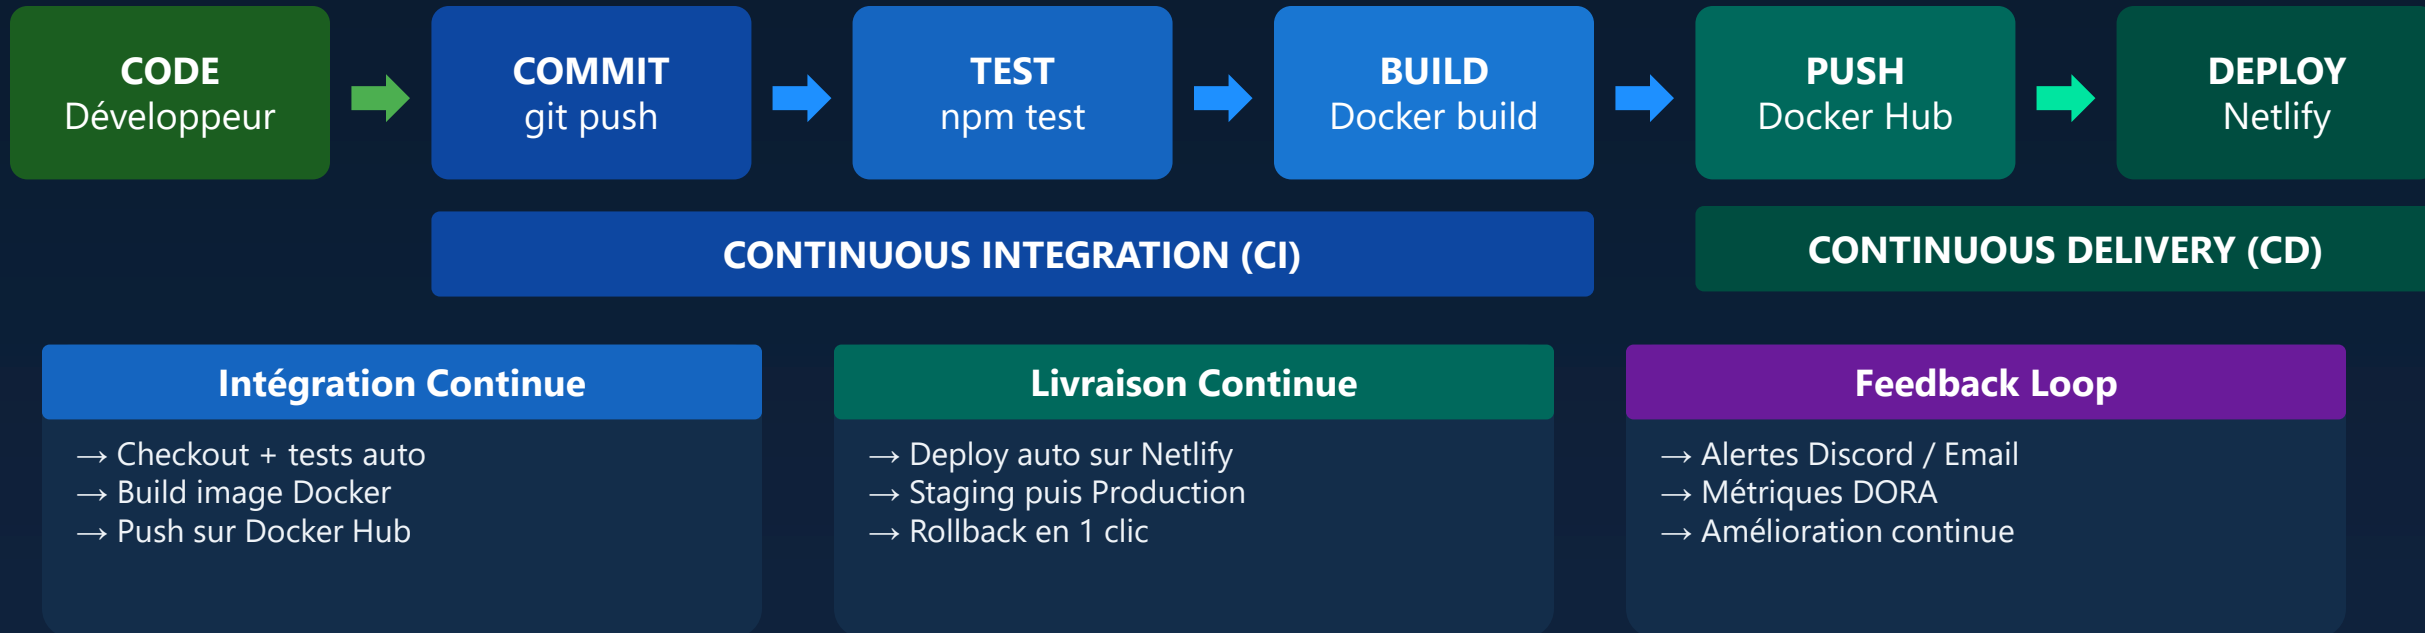 CODE
Développeur
COMMIT
git push
TEST
npm test
BUILD
Docker build
PUSH
Docker Hub
DEPLOY
Netlify
CONTINUOUS INTEGRATION (CI)
CONTINUOUS DELIVERY (CD)
Intégration Continue
→ Checkout + tests auto
→ Build image Docker
→ Push sur Docker Hub
Livraison Continue
→ Deploy auto sur Netlify
→ Staging puis Production
→ Rollback en 1 clic
Feedback Loop
→ Alertes Discord / Email
→ Métriques DORA
→ Amélioration continue